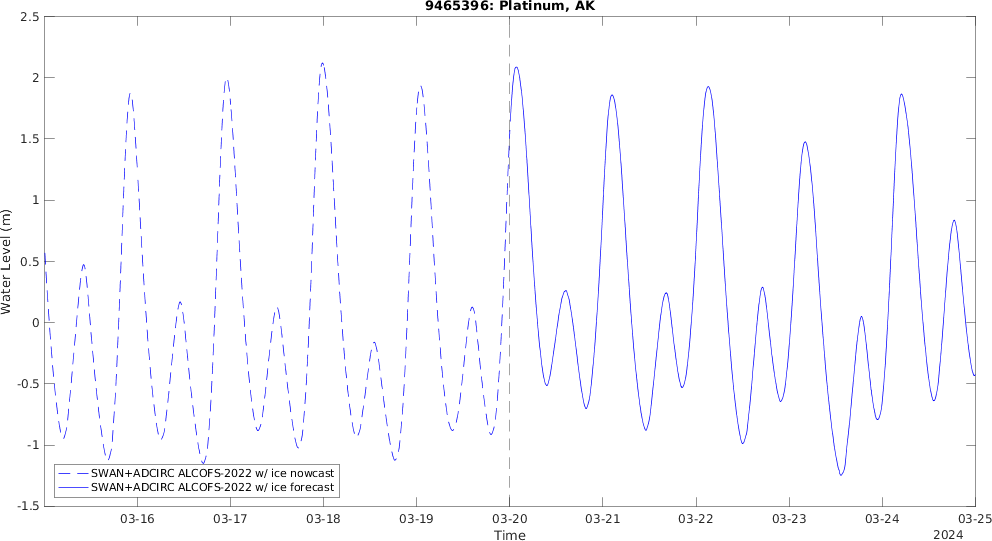 9465396: Platinum, AK
2.5
2
1.5
1
0.5
0
-0.5
-1
-1.5
Water Level (m)
SWAN+ADCIRC ALCOFS-2022 w/ ice nowcast
SWAN+ADCIRC ALCOFS-2022 w/ ice forecast
03-16 03-17 03-18 03-19 03-20 03-21 03-22 03-23 03-24 03-25
Time
2024